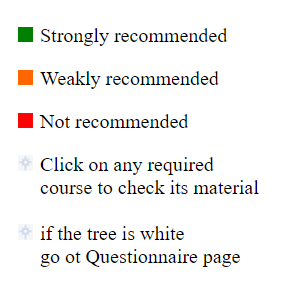 Strongly recommended
Weakly recommended
Not recommended
Click on any required
course to check its material
if the tree is white
go ot Questionnaire page